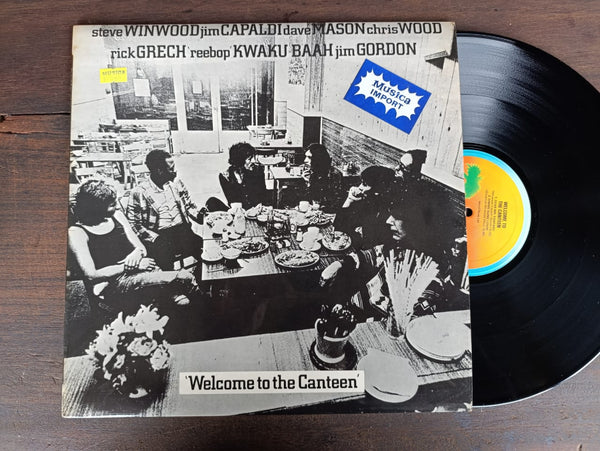 steve WINWOOD jim CAPALDI dave MASON chris WOOD
rick GRECH 'reebop' KWAKU BAAH jim GORDON
MUSICA
Musica
IMPORT
'Welcome to the Canteen'
WELCOME TO
THE CANTEEN